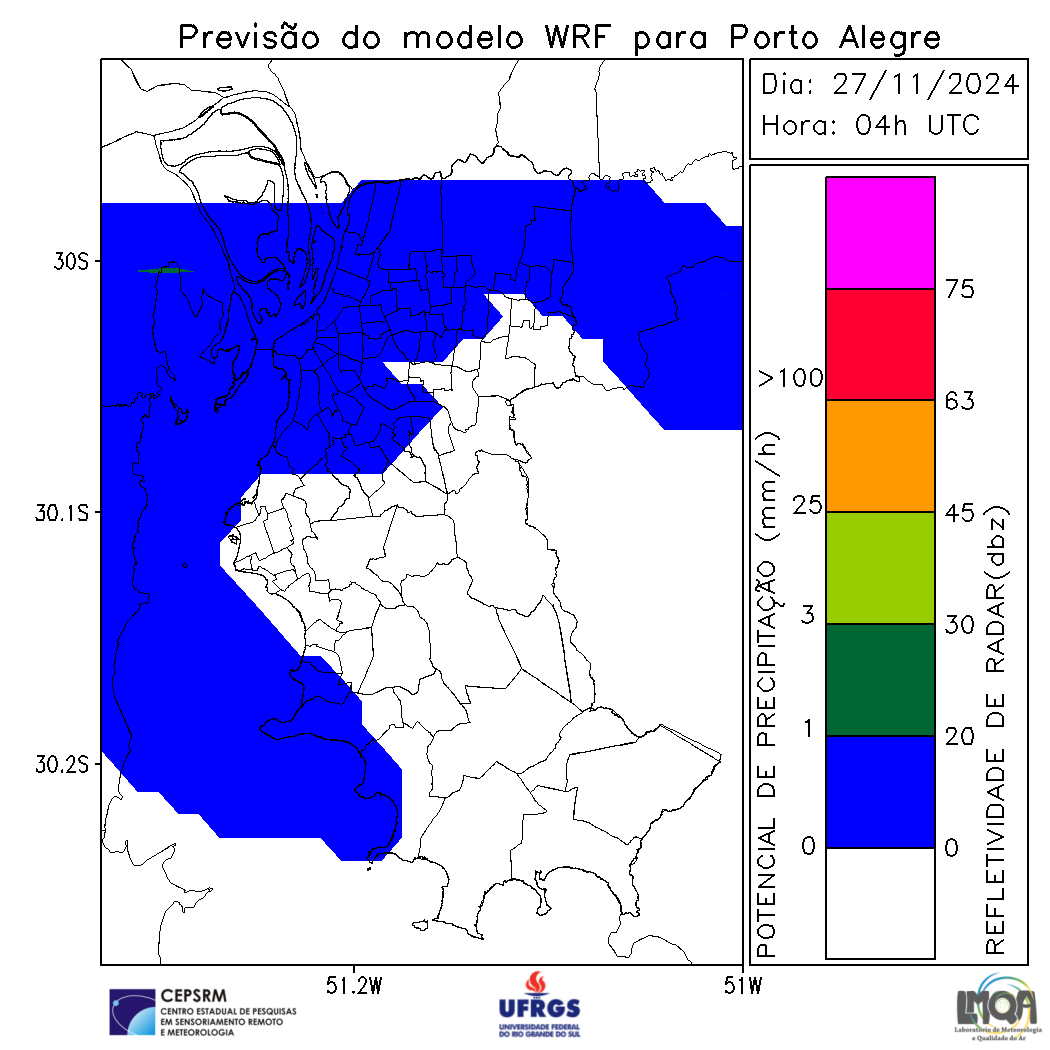 Previsão do modelo WRF para Porto Alegre
Dia: 27/11/2024
Hora: 04h UTC
30S
30.1S
30.2S
51.2W
51W
POTENCIAL DE PRECIPITAÇÃO (mm/h)
>100
25
3
1
0
75
63
45
30
20
0
REFLETIVIDADE DE RADAR(dbz)
CEPSRM
CENTRO ESTADUAL DE PESQUISAS
EM SENSORIAMENTO REMOTO
E METEOROLOGIA
UFRGS
UNIVERSIDADE FEDERAL
DO RIO GRANDE DO SUL
LMQA
Laboratório de Meteorologia
e Qualidade do Ar